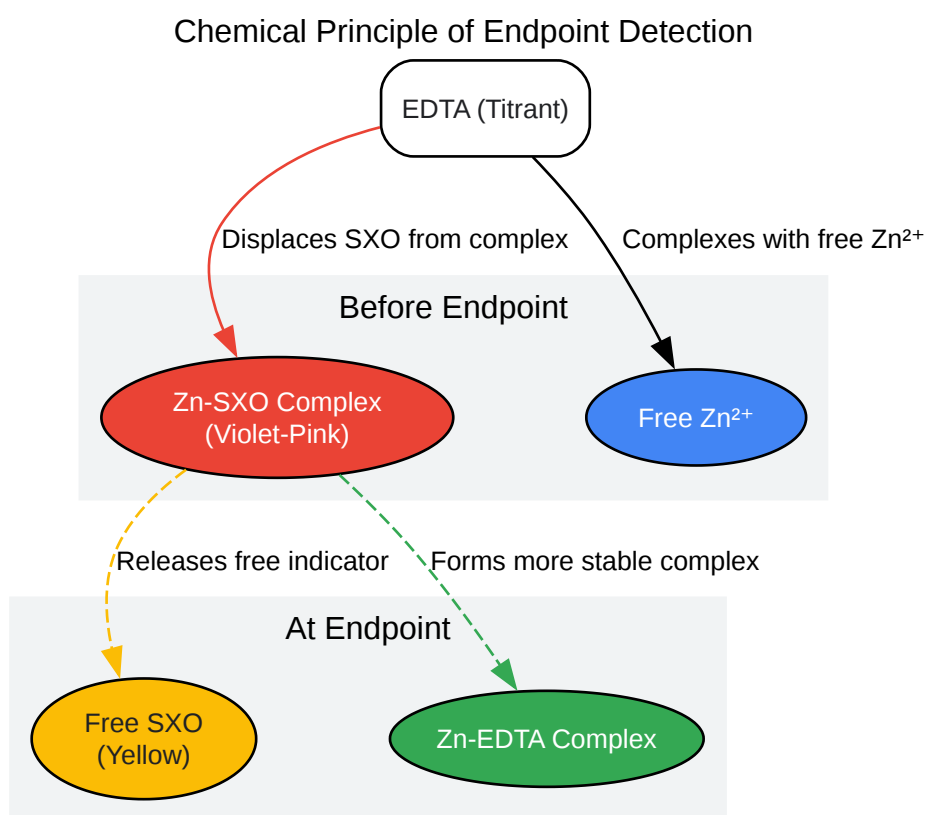 Chemical Principle of Endpoint Detection
EDTA (Titrant)
Displaces SXO from complex
Complexes with free Zn²⁺
Before Endpoint
Zn-SXO Complex
(Violet-Pink)
Free Zn²⁺
Releases free indicator
Forms more stable complex
At Endpoint
Free SXO
(Yellow)
Zn-EDTA Complex